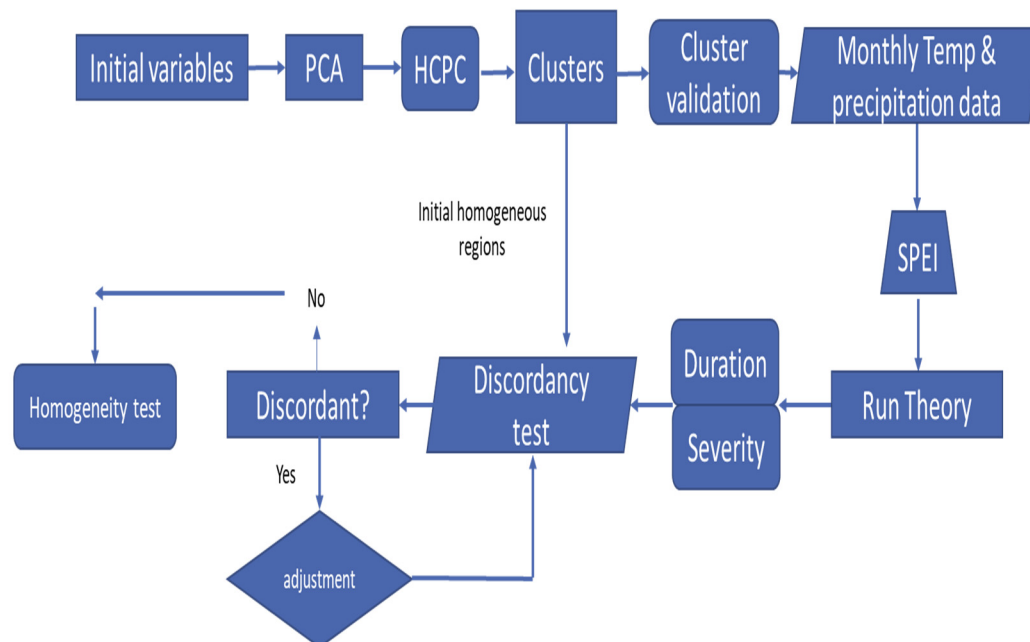 Initial variables
PCA
HCPC
Clusters
Cluster
validation
Monthly Temp &
precipitation data
Initial homogeneous
regions
SPEI
No
Homogeneity test
Discordant?
Discordancy
test
Duration
Severity
Run Theory
Yes
adjustment